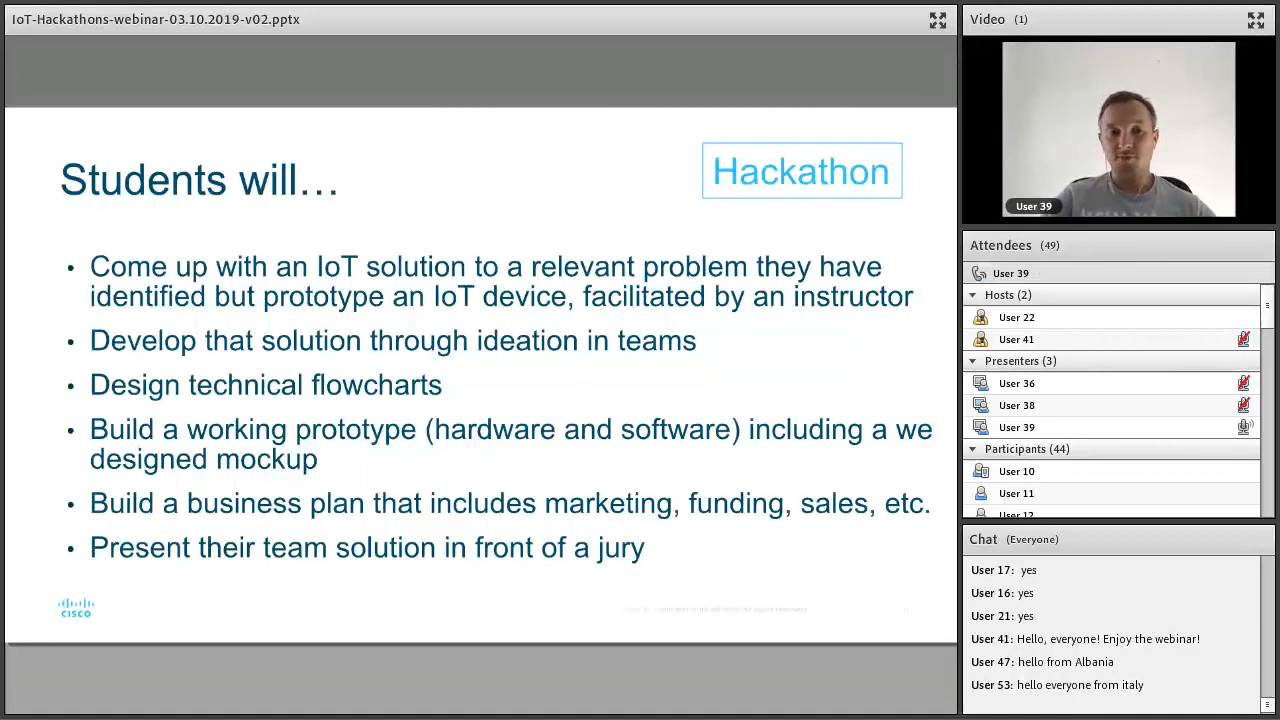 IoT-Hackathons-webinar-03.10.2019-v02.pptx
Students will…
Hackathon
• Come up with an IoT solution to a relevant problem they have
identified but prototype an IoT device, facilitated by an instructor
• Develop that solution through ideation in teams
• Design technical flowcharts
• Build a working prototype (hardware and software) including a we
designed mockup
• Build a business plan that includes marketing, funding, sales, etc.
• Present their team solution in front of a jury
CISCO
Video (1)
User 39
Attendees (49)
User 39
Hosts (2)
User 22
User 41
Presenters (3)
User 36
User 38
User 39
Participants (44)
User 10
User 11
User 12
Chat (Everyone)
User 17: yes
User 16: yes
User 21: yes
User 41: Hello, everyone! Enjoy the webinar!
User 47: hello from Albania
User 53: hello everyone from italy